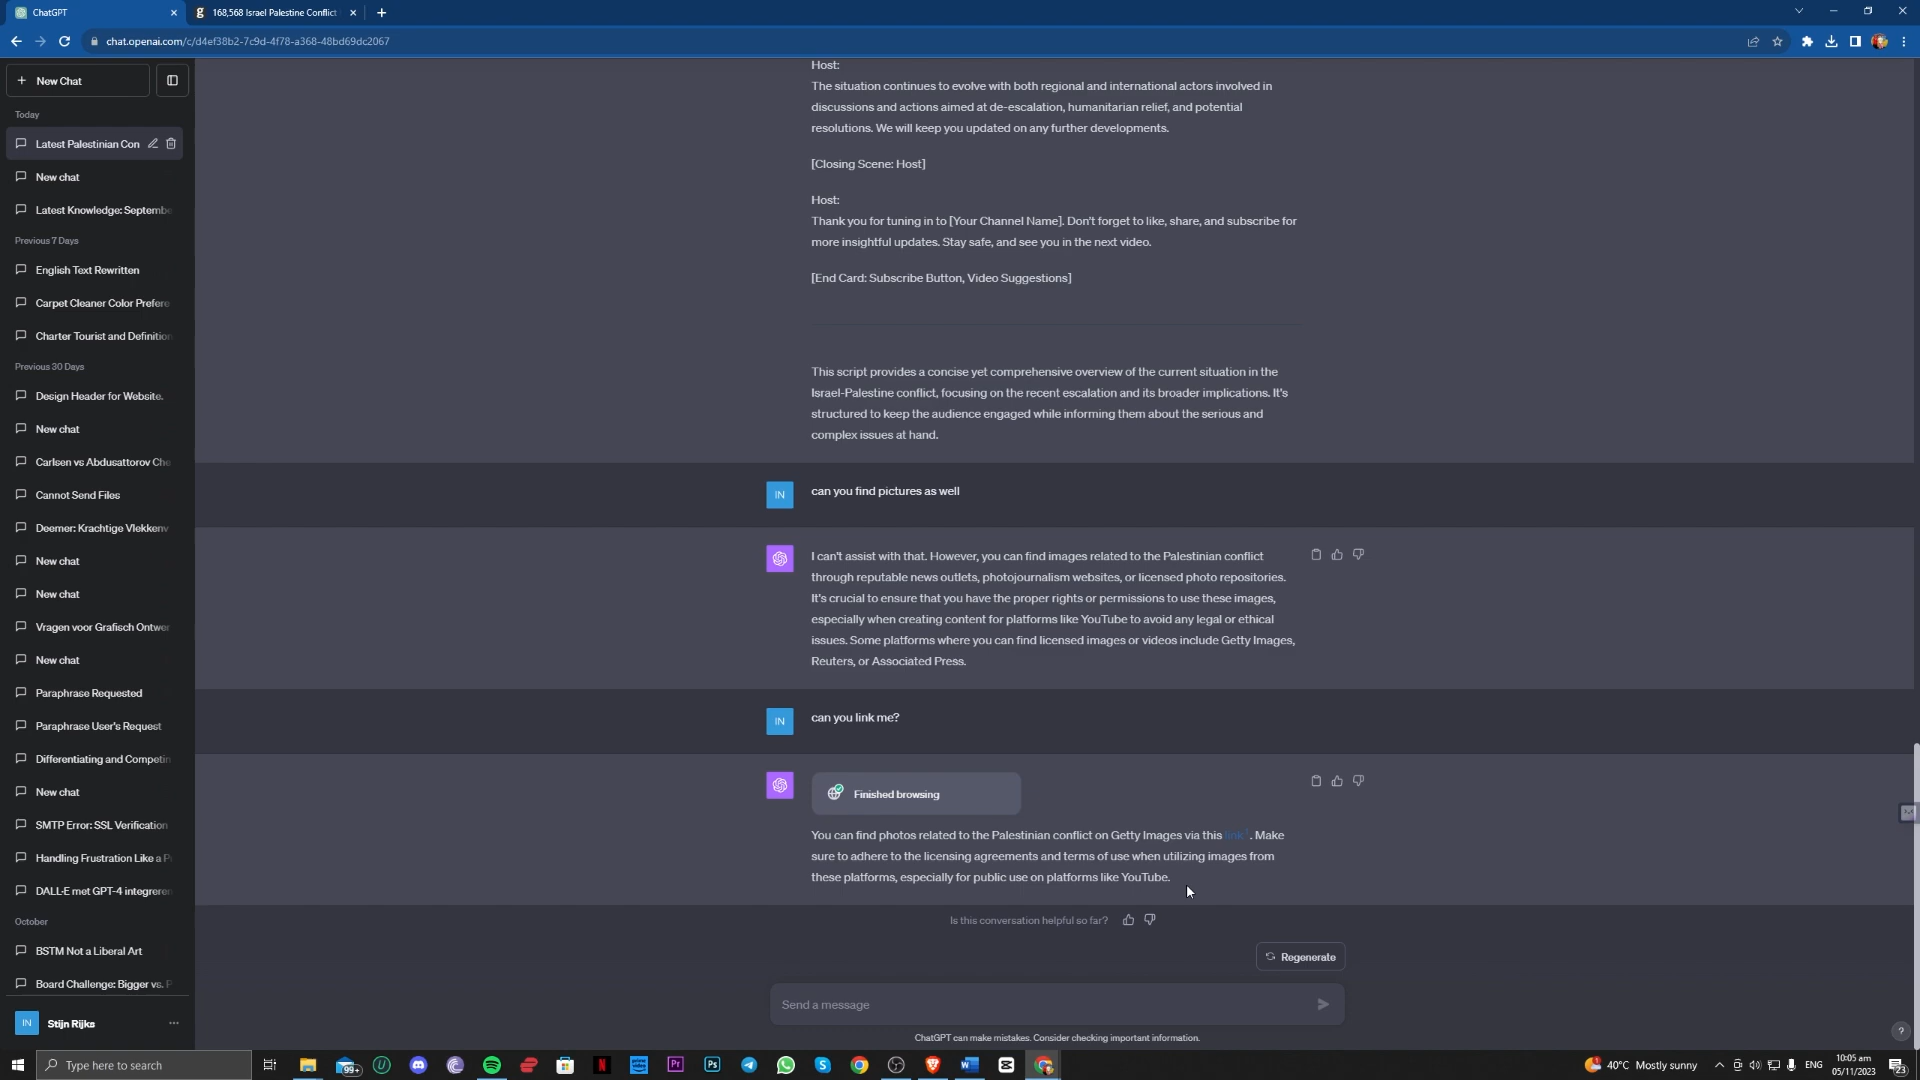 ChatGPT
168,568 Israel Palestine Conflict
chat.openai.com/c/d4ef38b2-7c9d-4f78-a368-48bd69dc2067
New Chat
Today
Latest Palestinian Con
New chat
Latest Knowledge: Septembe
Previous 7 Days
English Text Rewritten
Carpet Cleaner Color Prefere
Charter Tourist and Definition
Previous 30 Days
Design Header for Website.
New chat
Carlsen vs Abdusattorov Che
Cannot Send Files
Deemer: Krachtige Vlekkenv
New chat
New chat
Vragen voor Grafisch Ontwer
New chat
Paraphrase Requested
Paraphrase User's Request
Differentiating and Competin
New chat
SMTP Error: SSL Verification
Handling Frustration Like a P
DALL·E met GPT-4 integreren
October
BSTM Not a Liberal Art
Board Challenge: Bigger vs. P
IN Stijn Rijks
Host:
The situation continues to evolve with both regional and international actors involved in
discussions and actions aimed at de-escalation, humanitarian relief, and potential
resolutions. We will keep you updated on any further developments.
[Closing Scene: Host]
Host:
Thank you for tuning in to [Your Channel Name]. Don't forget to like, share, and subscribe for
more insightful updates. Stay safe, and see you in the next video.
[End Card: Subscribe Button, Video Suggestions]
This script provides a concise yet comprehensive overview of the current situation in the
Israel-Palestine conflict, focusing on the recent escalation and its broader implications. It's
structured to keep the audience engaged while informing them about the serious and
complex issues at hand.
IN can you find pictures as well
I can't assist with that. However, you can find images related to the Palestinian conflict
through reputable news outlets, photojournalism websites, or licensed photo repositories.
It's crucial to ensure that you have the proper rights or permissions to use these images,
especially when creating content for platforms like YouTube to avoid any legal or ethical
issues. Some platforms where you can find licensed images or videos include Getty Images,
Reuters, or Associated Press.
IN can you link me?
Finished browsing
You can find photos related to the Palestinian conflict on Getty Images via this link. Make
sure to adhere to the licensing agreements and terms of use when utilizing images from
these platforms, especially for public use on platforms like YouTube.
Is this conversation helpful so far?
Regenerate
Send a message
ChatGPT can make mistakes. Consider checking important information.
?
Type here to search
99+
Pr
Ps
40°C Mostly sunny
ENG
10:05 am
05/11/2023
23